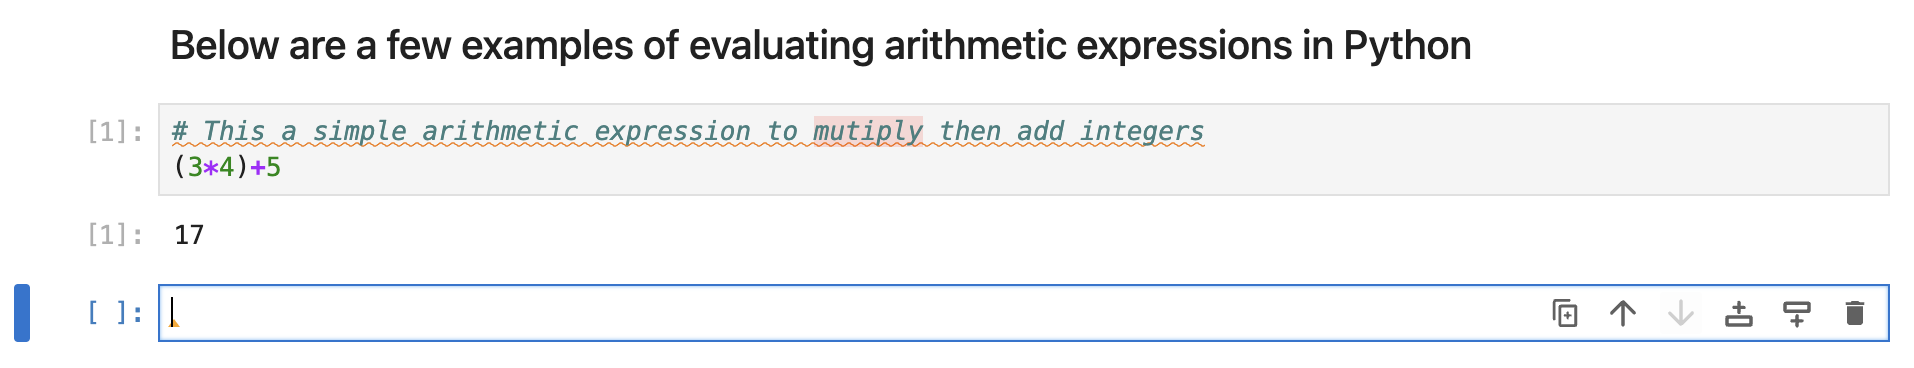 Below are a few examples of evaluating arithmetic expressions in Python
[1]: # This a simple arithmetic expression to mutiply then add integers
(3*4)+5
[1]: 17
[ ]: